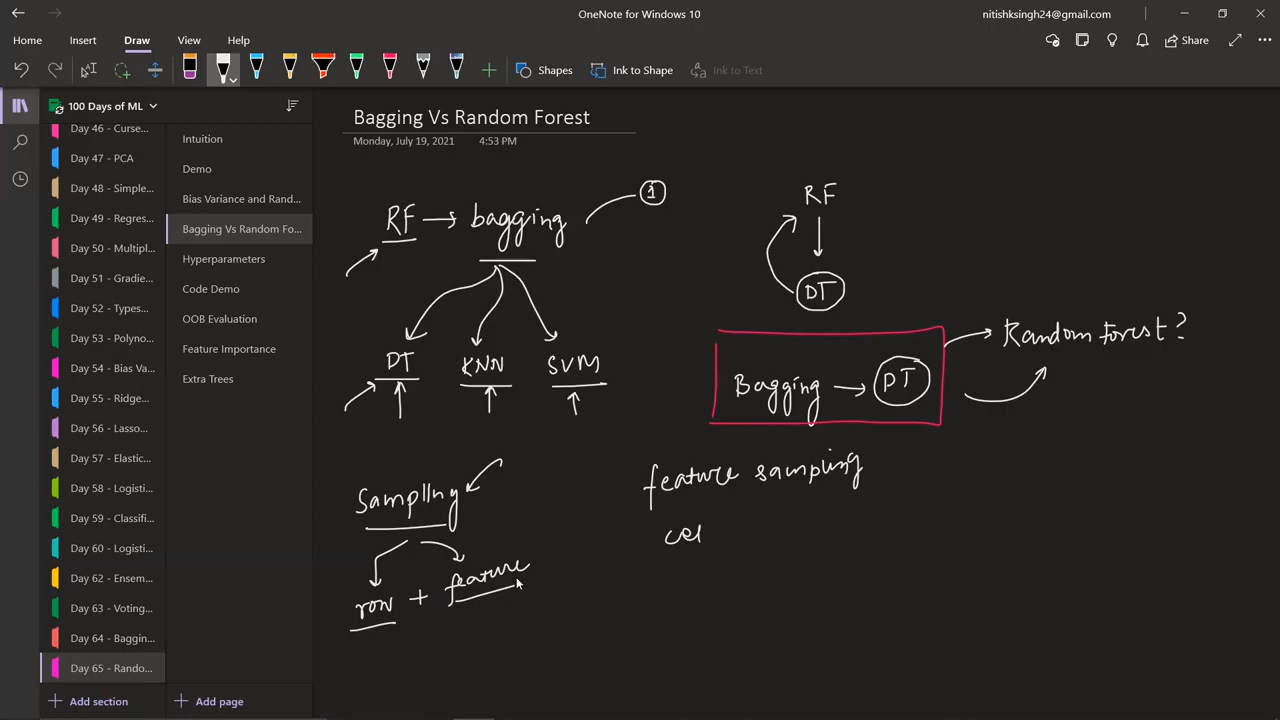 OneNote for Windows 10
nitishksingh24@gmail.com
Home Insert Draw View Help
Share
Shapes
Ink to Shape
Ink to Text
100 Days of ML
Day 46 - Curse...
Day 47 - PCA
Day 48 - Simple...
Day 49 - Regres...
Day 50 - Multipl...
Day 51 - Gradie...
Day 52 - Types...
Day 53 - Polyno...
Day 54 - Bias Va...
Day 55 - Ridge...
Day 56 - Lasso...
Day 57 - Elastic...
Day 58 - Logisti...
Day 59 - Classifi...
Day 60 - Logisti...
Day 62 - Ensem...
Day 63 - Voting...
Day 64 - Baggin...
Day 65 - Rando...
Add section
Intuition
Demo
Bias Variance and Rand...
Bagging Vs Random Fo...
Hyperparameters
Code Demo
OOB Evaluation
Feature Importance
Extra Trees
Add page
Bagging Vs Random Forest
Monday, July 19, 2021 4:53 PM
RF → bagging
1
DT KNN SVM
RF
DT
Bagging → DT
Random Forest?
Sampling
row + feature
feature sampling
col